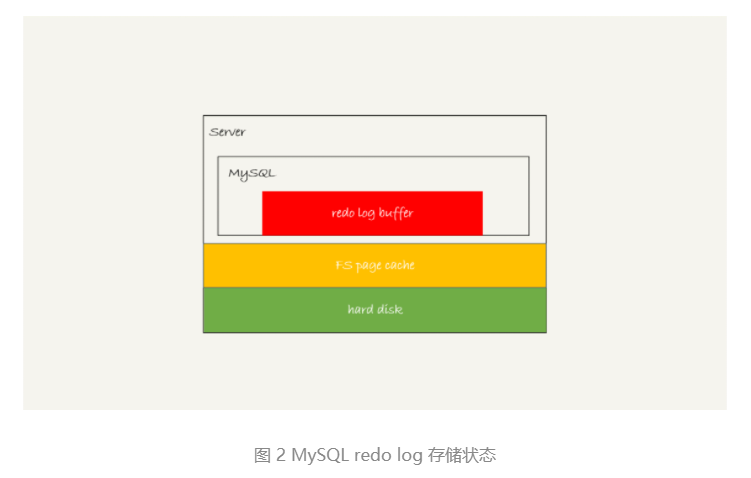 Server
MySQL
redo log buffer
FS page cache
hard disk
图 2 MySQL redo log 存储状态